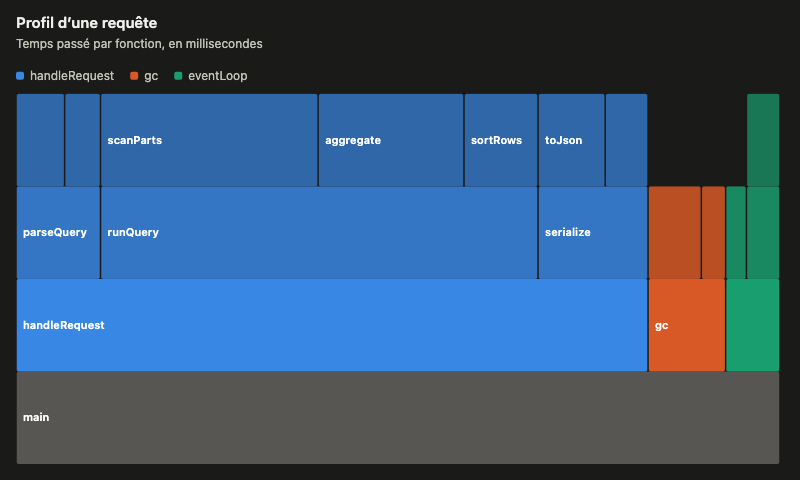 Profil d’une requête
Temps passé par fonction, en millisecondes
handleRequest gc eventLoop
scanParts aggregate sortRows toJson
parseQuery runQuery serialize
handleRequest gc
main